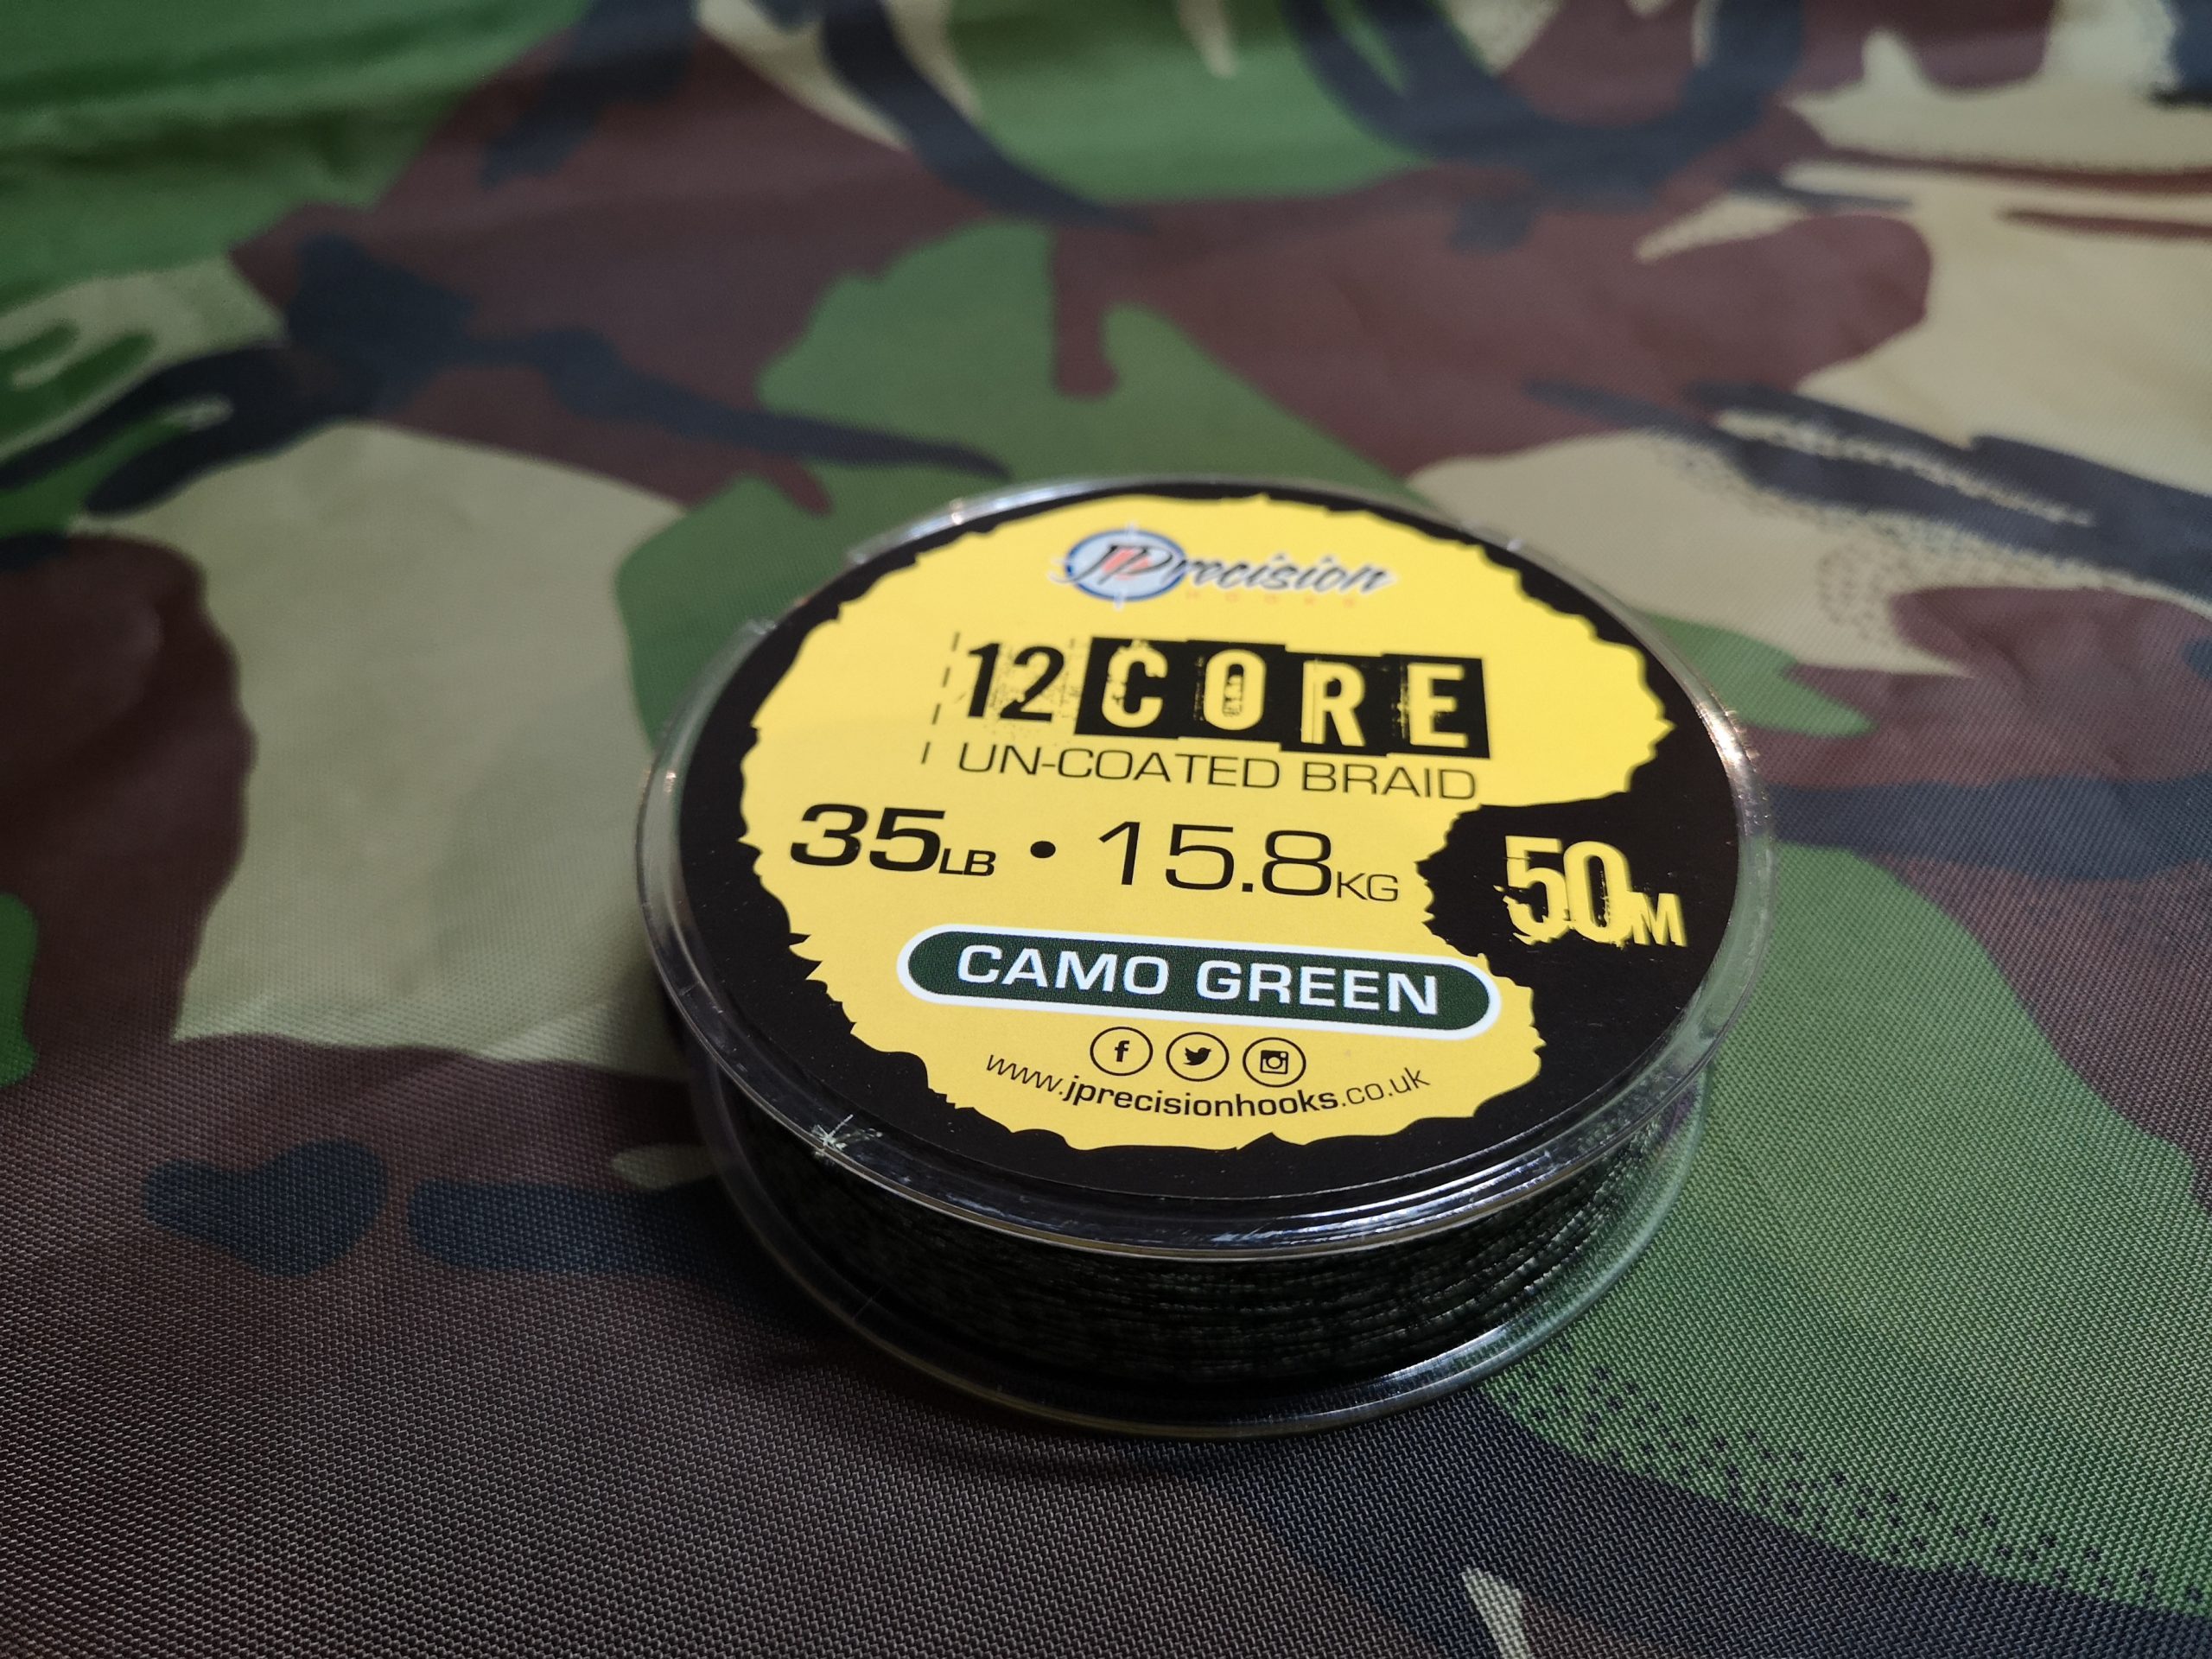 JPrecision
HOOKS
12 CORE
UN-COATED BRAID
35LB • 15.8KG
50M
CAMO GREEN
www.jprecisionhooks.co.uk